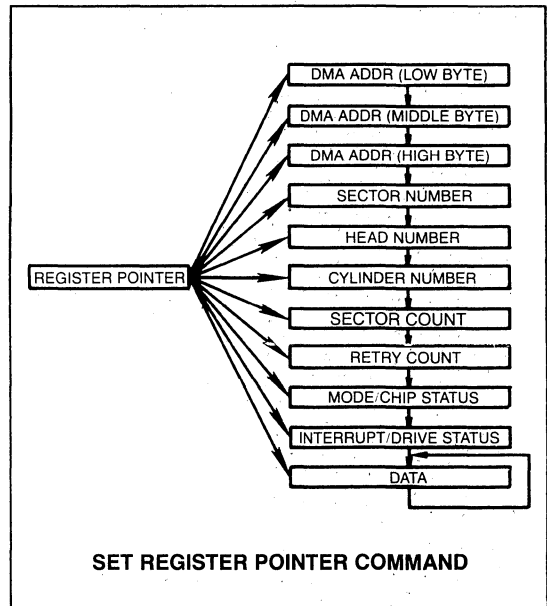 DMA ADDR (LOW BYTE)
DMA ADDR (MIDDLE BYTE)
DMA ADDR (HIGH BYTE)
SECTOR NUMBER
HEAD NUMBER
REGISTER POINTER
CYLINDER NUMBER
SECTOR COUNT
RETRY COUNT
MODE/CHIP STATUS
INTERRUPT/DRIVE STATUS
DATA
SET REGISTER POINTER COMMAND